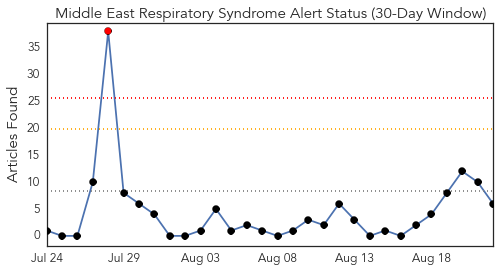 Middle East Respiratory Syndrome Alert Status (30-Day Window)
Articles Found
35
30
25
20
15
10
5
0
Jul 24 Jul 29 Aug 03 Aug 08 Aug 13 Aug 18